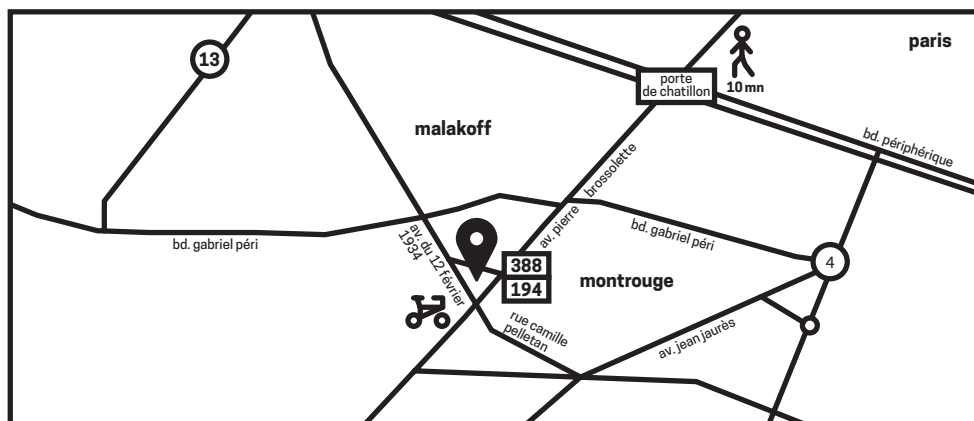 13
paris
porte
de chatillon
10 mn
malakoff
bd. périphérique
av. pierre brossolette
bd. gabriel péri
bd. gabriel péri
av. du 12 février
1934
388
194
montrouge
4
rue camille
pelletan
av. jean jaurès